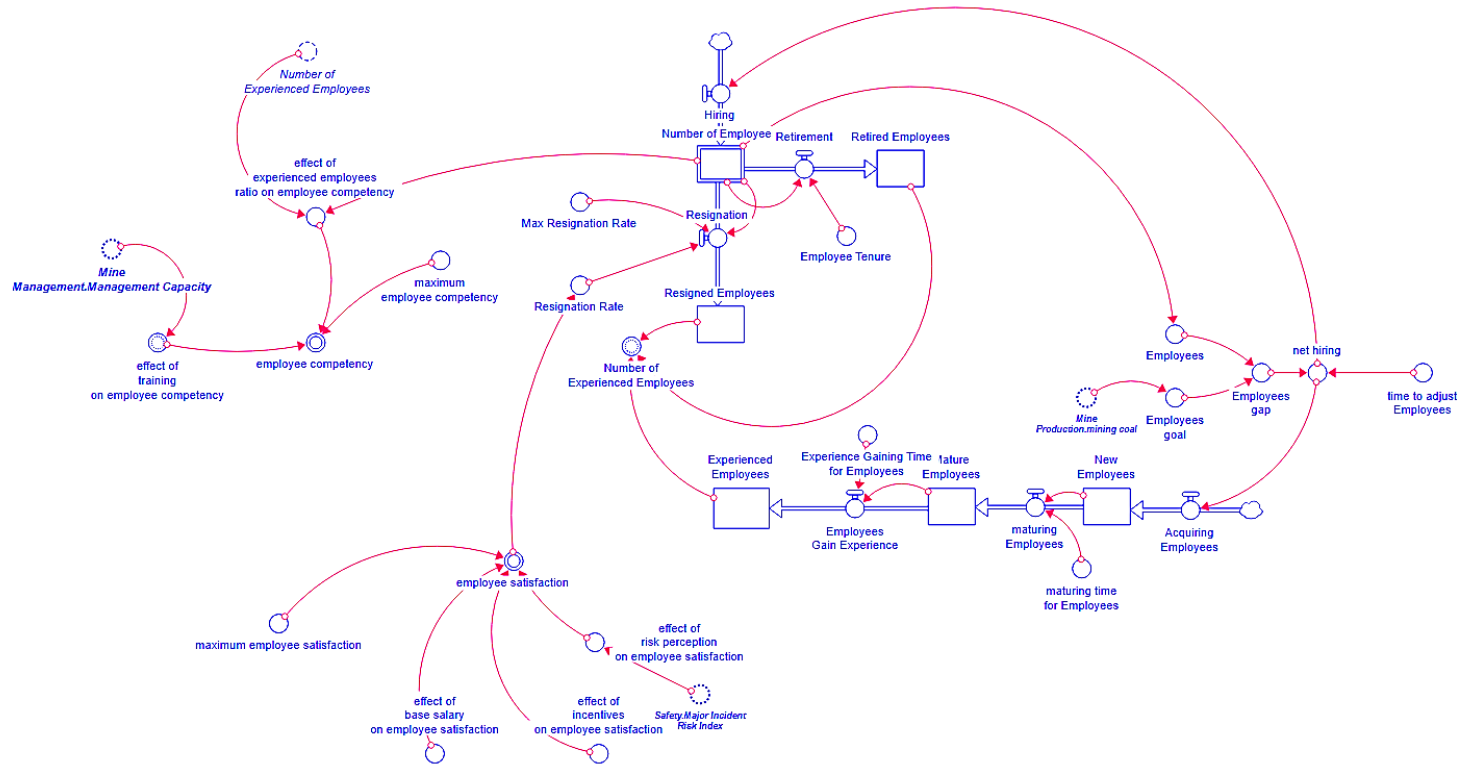 Number of
Experienced Employees
Hiring
Number of Employee
Retirement
Retired Employees
effect of
experienced employees
ratio on employee competency
Max Resignation Rate
Resignation
Employee Tenure
Mine
Management.Management Capacity
maximum
employee competency
Resignation Rate
Resigned Employees
effect of
training
on employee competency
employee competency
Number of
Experienced Employees
Employees
net hiring
Mine
Production.mining coal
Employees
goal
Employees
gap
time to adjust
Employees
Experienced
Employees
Experience Gaining Time
for Employees
Mature
Employees
New
Employees
Employees
Gain Experience
maturing
Employees
Acquiring
Employees
employee satisfaction
maturing time
for Employees
maximum employee satisfaction
effect of
risk perception
on employee satisfaction
effect of
base salary
on employee satisfaction
effect of
incentives
on employee satisfaction
Safety.Major Incident
Risk Index